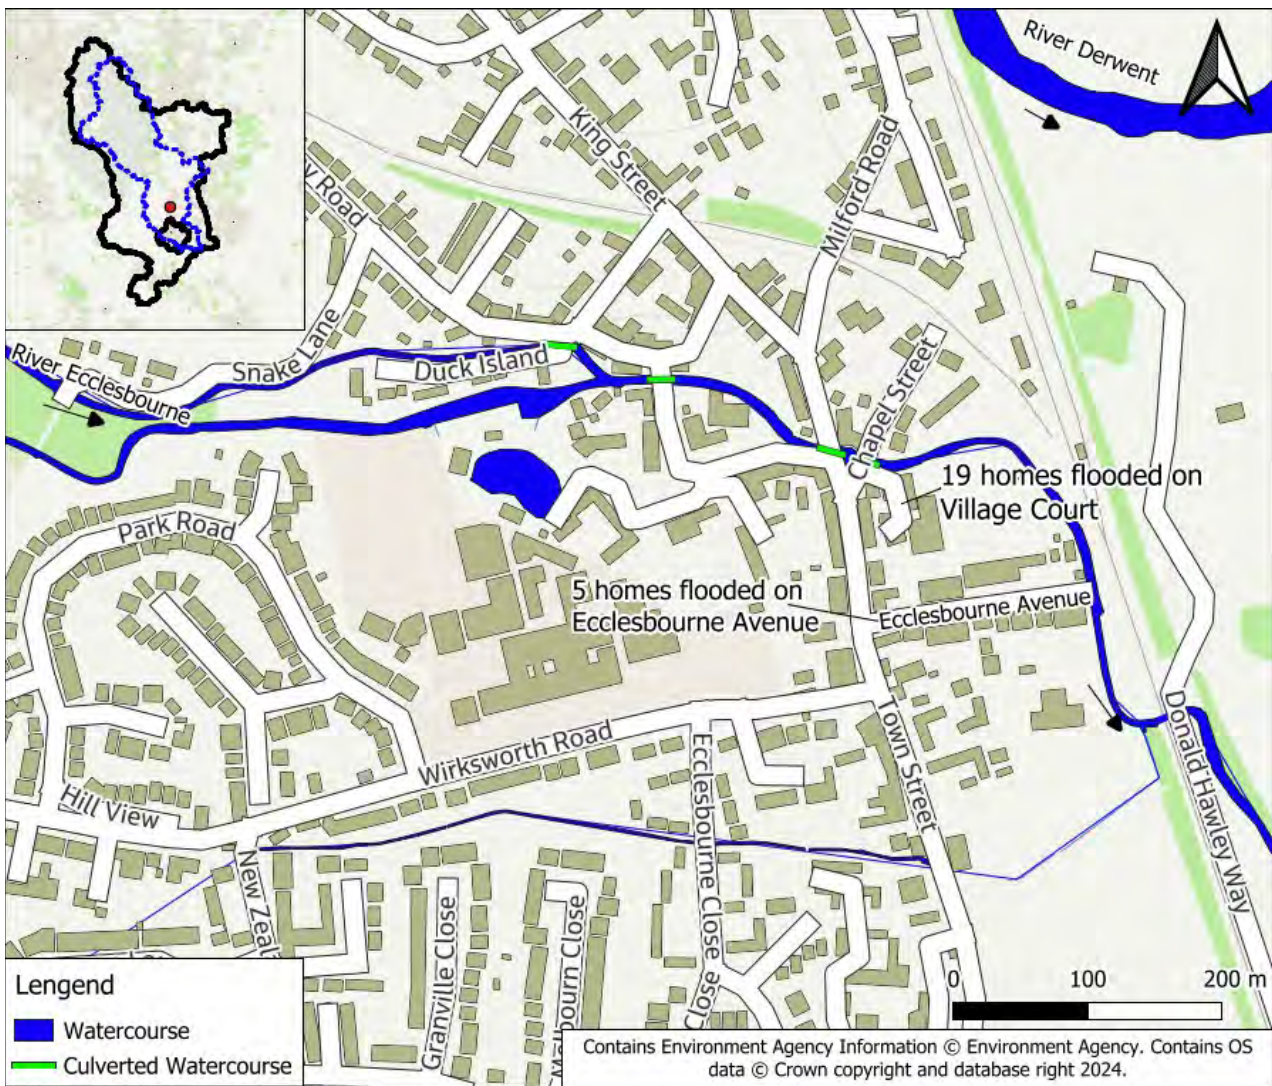 River Derwent
King Street
Milford Road
Road
Snake Lane
Duck Island
River Ecclesbourne
Chapel Street
19 homes flooded on
Village Court
Park Road
5 homes flooded on
Ecclesbourne Avenue
Ecclesbourne Avenue
Wirksworth Road
Town Street
Donald Hawley Way
Hill View
Ecclesbourne Close
New Zeal
Granville Close
bourn Close
Close
0 100 200 m
Lengend
Watercourse
Culverted Watercourse
Contains Environment Agency Information © Environment Agency. Contains OS
data © Crown copyright and database right 2024.